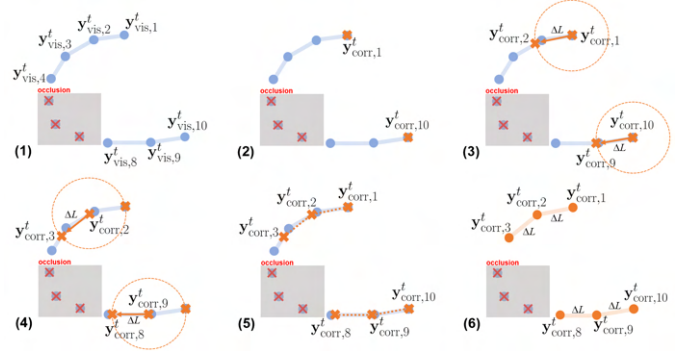 y^t_vis,1
y^t_vis,2
y^t_vis,3
y^t_vis,4
occlusion
y^t_vis,10
y^t_vis,8 y^t_vis,9
(1)
y^t_corr,1
y^t_corr,10
(2)
y^t_corr,2 ΔL y^t_corr,1
y^t_corr,10
ΔL
y^t_corr,9
(3)
ΔL
y^t_corr,3 y^t_corr,2
occlusion
y^t_corr,9
ΔL
y^t_corr,8
(4)
y^t_corr,1
y^t_corr,2
y^t_corr,3
occlusion
y^t_corr,10
y^t_corr,8 y^t_corr,9
(5)
y^t_corr,1
y^t_corr,2
ΔL
y^t_corr,3 ΔL
occlusion
y^t_corr,10
ΔL ΔL
y^t_corr,8 y^t_corr,9
(6)